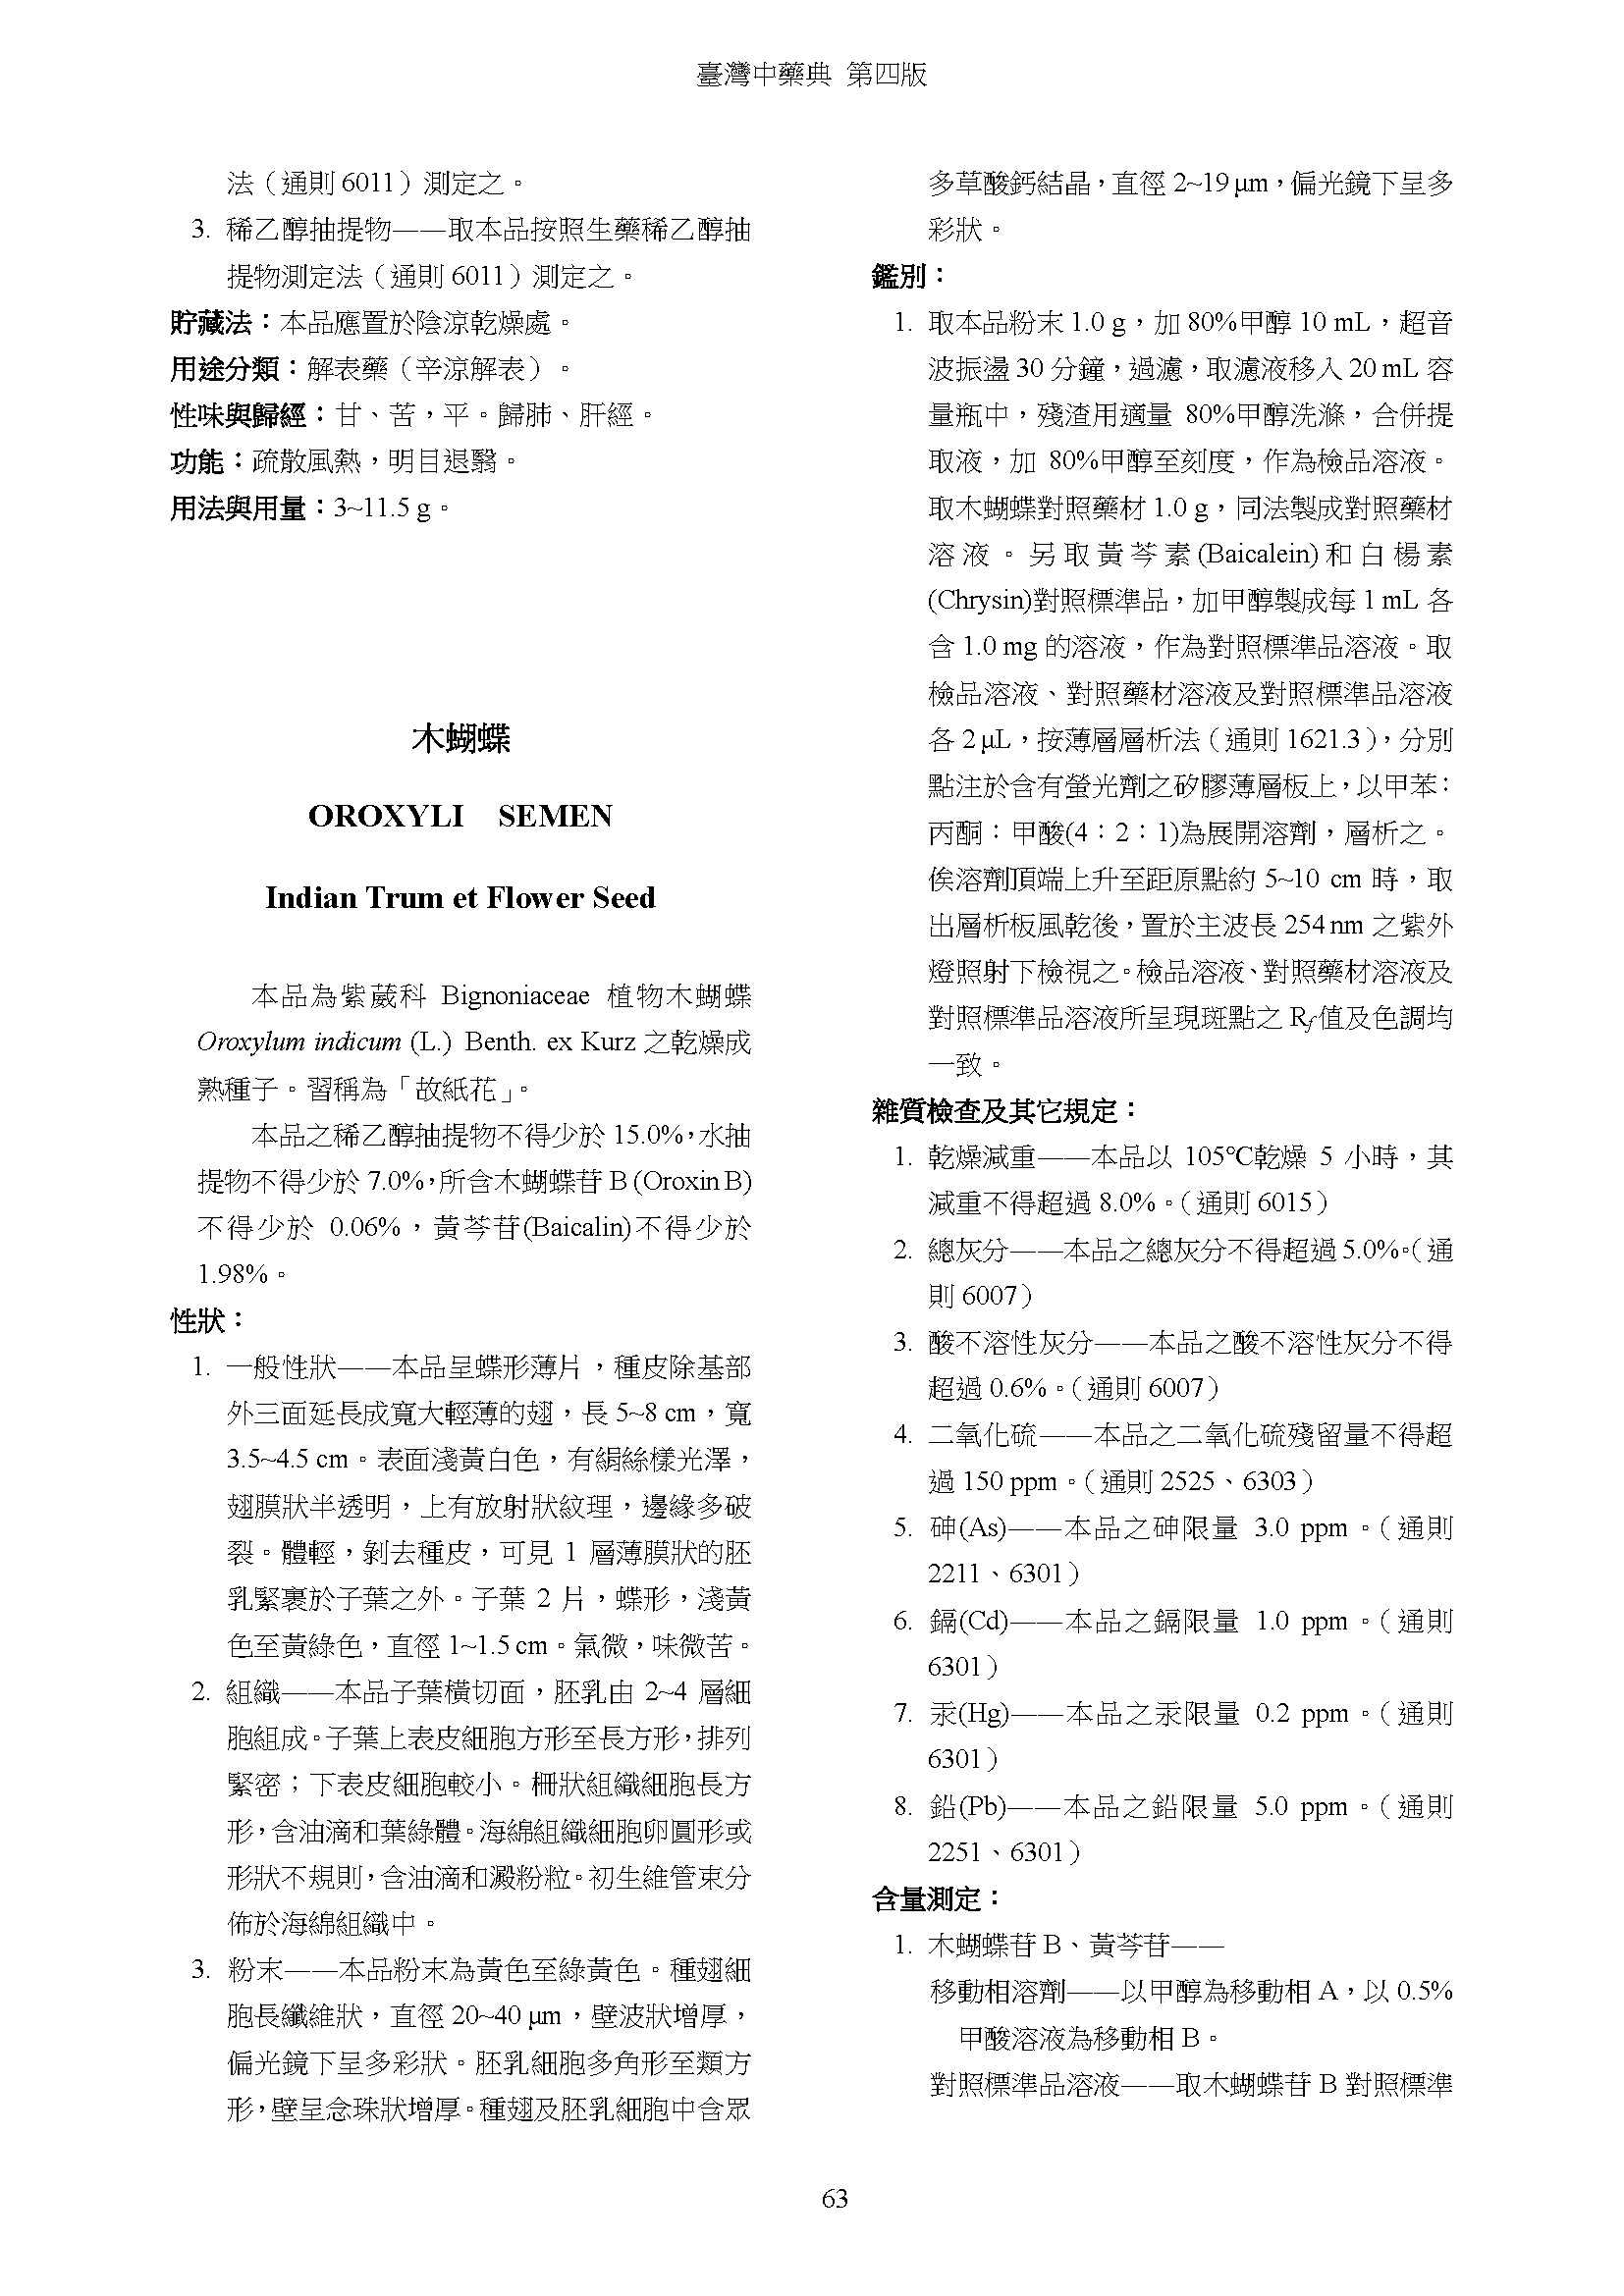 臺灣中藥典 第四版
法（通則 6011）測定之。
3. 稀乙醇抽提物——取本品按照生藥稀乙醇抽
提物測定法（通則 6011）測定之。
貯藏法：本品應置於陰涼乾燥處。
用途分類：解表藥（辛涼解表）。
性味與歸經：甘、苦，平。歸肺、肝經。
功能：疏散風熱，明目退翳。
用法與用量：3~11.5 g。
木蝴蝶
OROXYLI SEMEN
Indian Trum et Flower Seed
本品為紫葳科 Bignoniaceae 植物木蝴蝶
Oroxylum indicum (L.) Benth. ex Kurz 之乾燥成
熟種子。習稱為「故紙花」。
本品之稀乙醇抽提物不得少於 15.0%，水抽
提物不得少於 7.0%，所含木蝴蝶苷 B (Oroxin B)
不得少於 0.06%，黃芩苷(Baicalin)不得少於
1.98%。
性狀：
1. 一般性狀——本品呈蝶形薄片，種皮除基部
外三面延長成寬大輕薄的翅，長 5~8 cm，寬
3.5~4.5 cm。表面淺黃白色，有絹絲樣光澤，
翅膜狀半透明，上有放射狀紋理，邊緣多破
裂。體輕，剝去種皮，可見 1 層薄膜狀的胚
乳緊裹於子葉之外。子葉 2 片，蝶形，淺黃
色至黃綠色，直徑 1~1.5 cm。氣微，味微苦。
2. 組織——本品子葉橫切面，胚乳由 2~4 層細
胞組成。子葉上表皮細胞方形至長方形，排列
緊密；下表皮細胞較小。柵狀組織細胞長方
形，含油滴和葉綠體。海綿組織細胞卵圓形或
形狀不規則，含油滴和澱粉粒。初生維管束分
佈於海綿組織中。
3. 粉末——本品粉末為黃色至綠黃色。種翅細
胞長纖維狀，直徑 20~40 μm，壁波狀增厚，
偏光鏡下呈多彩狀。胚乳細胞多角形至類方
形，壁呈念珠狀增厚。種翅及胚乳細胞中含眾
多草酸鈣結晶，直徑 2~19 μm，偏光鏡下呈多
彩狀。
鑑別：
1. 取本品粉末 1.0 g，加 80%甲醇 10 mL，超音
波振盪 30 分鐘，過濾，取濾液移入 20 mL 容
量瓶中，殘渣用適量 80%甲醇洗滌，合併提
取液，加 80%甲醇至刻度，作為檢品溶液。
取木蝴蝶對照藥材 1.0 g，同法製成對照藥材
溶液。另取黃芩素(Baicalein)和白楊素
(Chrysin)對照標準品，加甲醇製成每 1 mL 各
含 1.0 mg 的溶液，作為對照標準品溶液。取
檢品溶液、對照藥材溶液及對照標準品溶液
各 2 μL，按薄層層析法（通則 1621.3），分別
點注於含有螢光劑之矽膠薄層板上，以甲苯：
丙酮：甲酸(4：2：1)為展開溶劑，層析之。
俟溶劑頂端上升至距原點約 5~10 cm 時，取
出層析板風乾後，置於主波長 254 nm 之紫外
燈照射下檢視之。檢品溶液、對照藥材溶液及
對照標準品溶液所呈現斑點之 Rf值及色調均
一致。
雜質檢查及其它規定：
1. 乾燥減重——本品以 105℃乾燥 5 小時，其
減重不得超過 8.0%。（通則 6015）
2. 總灰分——本品之總灰分不得超過 5.0%。（通
則 6007）
3. 酸不溶性灰分——本品之酸不溶性灰分不得
超過 0.6%。（通則 6007）
4. 二氧化硫——本品之二氧化硫殘留量不得超
過 150 ppm。（通則 2525、6303）
5. 砷(As)——本品之砷限量 3.0 ppm。（通則
2211、6301）
6. 鎘(Cd)——本品之鎘限量 1.0 ppm。（通則
6301）
7. 汞(Hg)——本品之汞限量 0.2 ppm。（通則
6301）
8. 鉛(Pb)——本品之鉛限量 5.0 ppm。（通則
2251、6301）
含量測定：
1. 木蝴蝶苷 B、黃芩苷——
移動相溶劑——以甲醇為移動相 A，以 0.5%
甲酸溶液為移動相 B。
對照標準品溶液——取木蝴蝶苷 B 對照標準
63